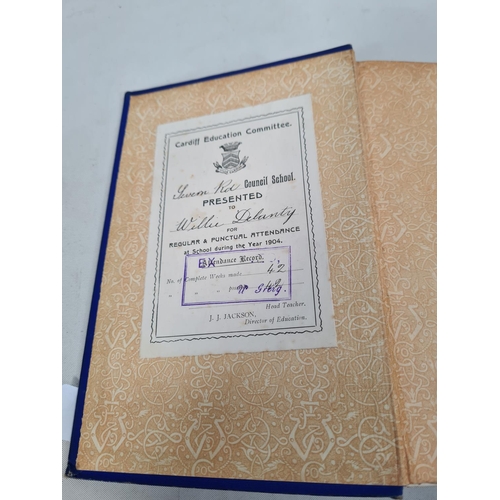 Cardiff Education Committee.
Severn Rd Council School.
PRESENTED
TO
Willie Delanty
FOR
REGULAR & PUNCTUAL ATTENDANCE
at School during the Year 1904.
Attendance Record.
No. of Complete Weeks made 42
Head Teacher.
J. J. JACKSON,
Director of Education.